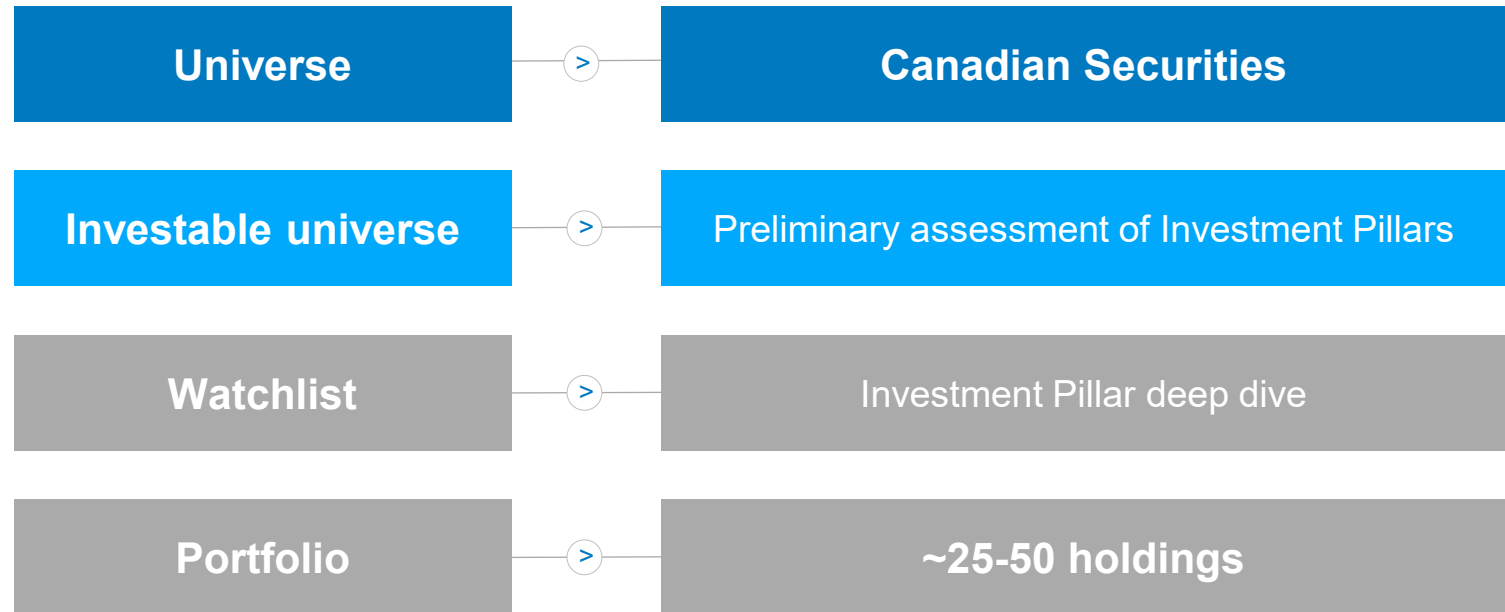 Universe > Canadian Securities
Investable universe > Preliminary assessment of Investment Pillars
Watchlist > Investment Pillar deep dive
Portfolio > ~25-50 holdings